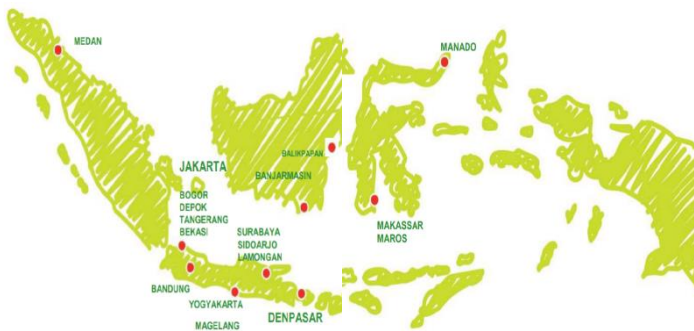 MEDAN
MANADO
BALIKPAPAN
JAKARTA
BANJARMASIN
BOGOR
DEPOK
TANGERANG
BEKASI
MAKASSAR
MAROS
SURABAYA
SIDOARJO
LAMONGAN
BANDUNG
YOGYAKARTA
DENPASAR
MAGELANG